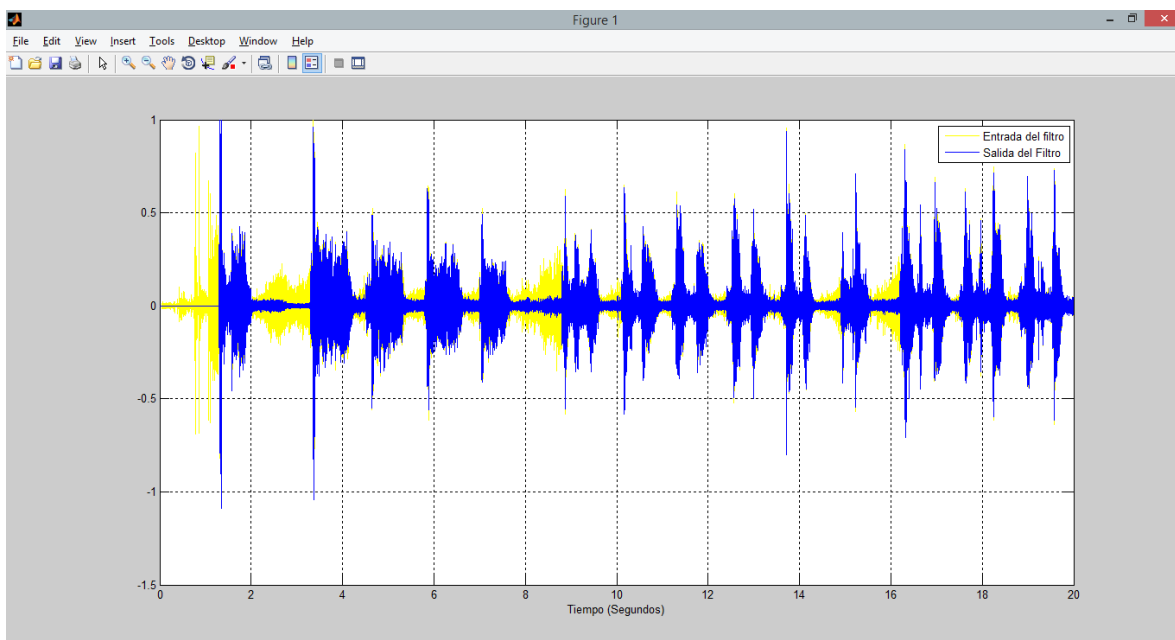 Figure 1
File Edit View Insert Tools Desktop Window Help
1
0.5
0
-0.5
-1
-1.5
Entrada del filtro
Salida del Filtro
0 2 4 6 8 10 12 14 16 18 20
Tiempo (Segundos)